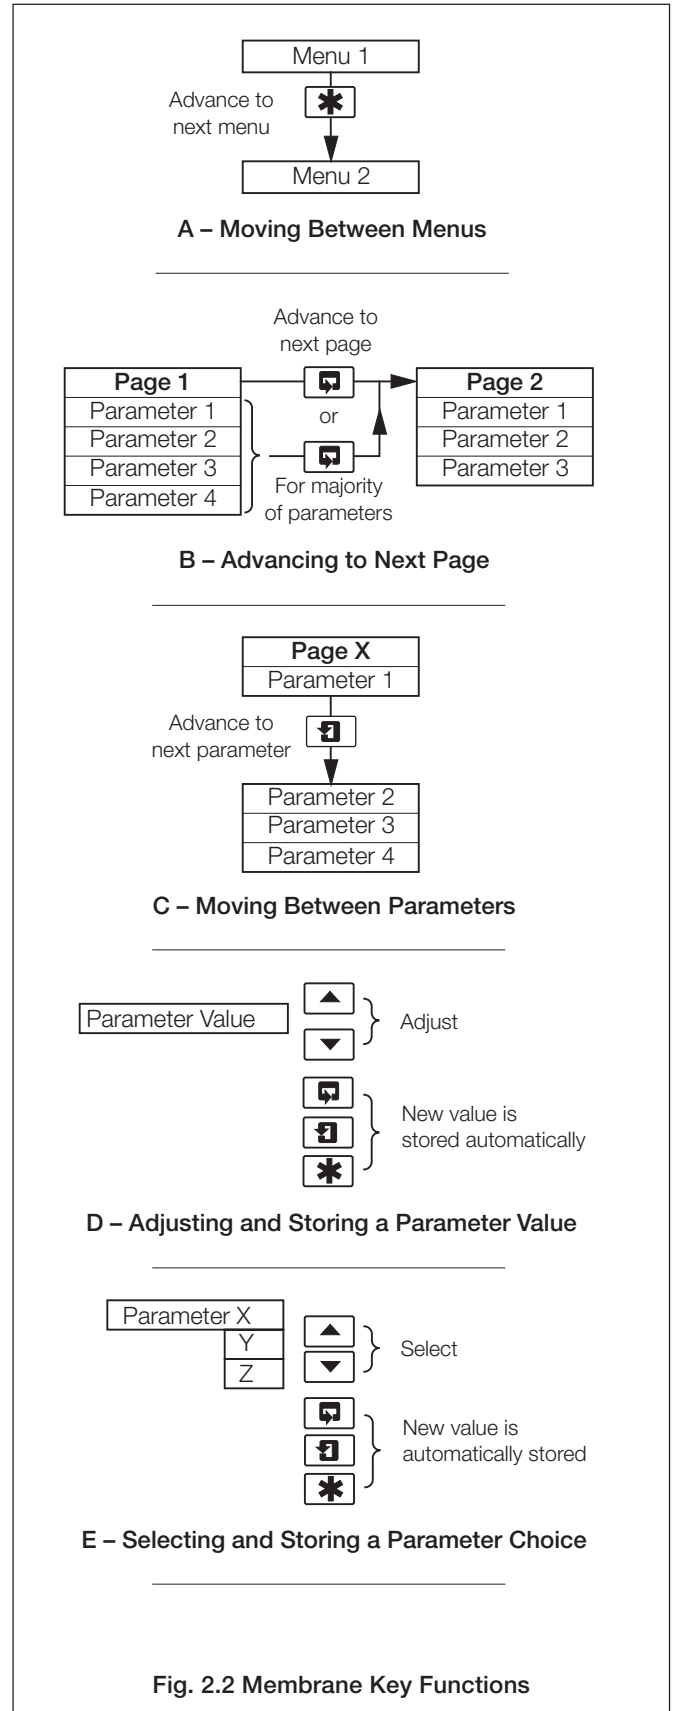 Menu 1
Advance to
next menu
Menu 2
A – Moving Between Menus
Advance to
next page
Page 1
Parameter 1
Parameter 2
Parameter 3
Parameter 4
or
For majority
of parameters
Page 2
Parameter 1
Parameter 2
Parameter 3
B – Advancing to Next Page
Page X
Parameter 1
Advance to
next parameter
Parameter 2
Parameter 3
Parameter 4
C – Moving Between Parameters
Parameter Value
Adjust
New value is
stored automatically
D – Adjusting and Storing a Parameter Value
Parameter X
Y
Z
Select
New value is
automatically stored
E – Selecting and Storing a Parameter Choice
Fig. 2.2 Membrane Key Functions